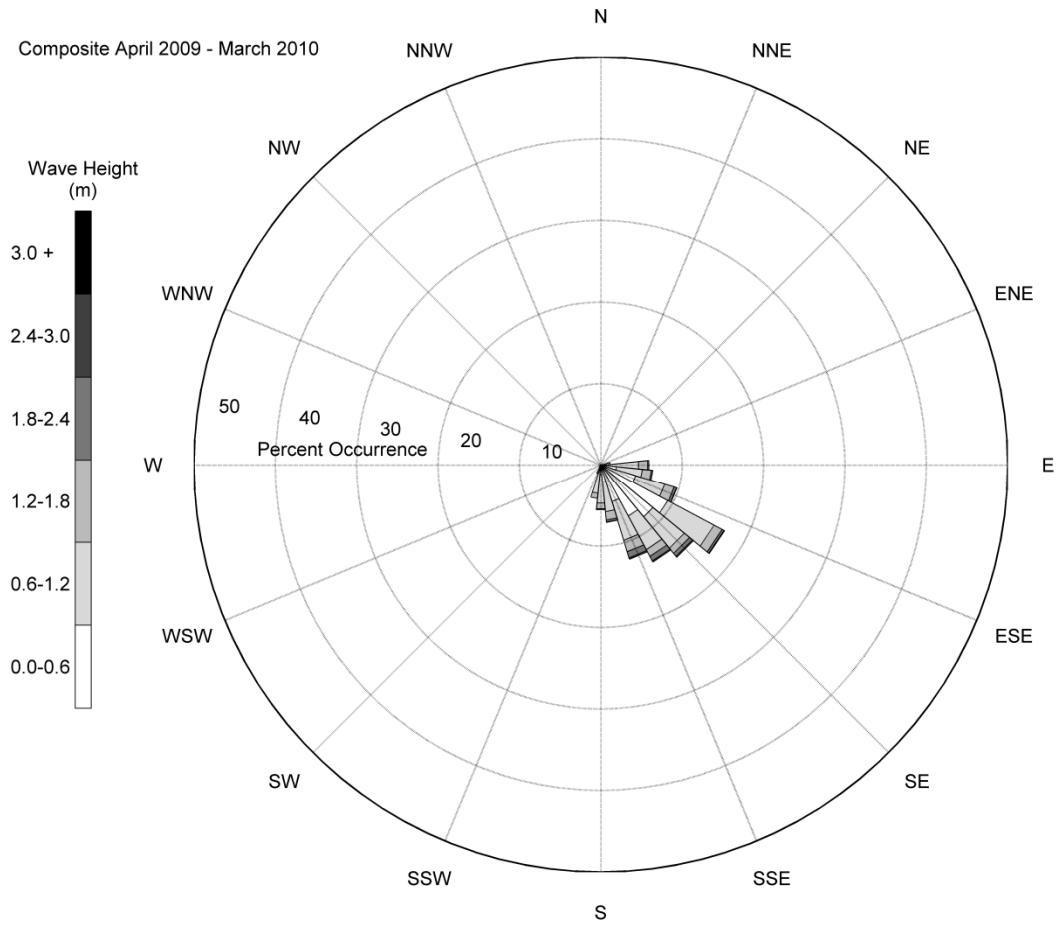 N
Composite April 2009 - March 2010
NNW
NNE
NW
NE
Wave Height
(m)
3.0 +
2.4-3.0
1.8-2.4
1.2-1.8
0.6-1.2
0.0-0.6
WNW
ENE
50
40
30
20
10
Percent Occurrence
W
E
WSW
ESE
SW
SE
SSW
SSE
S